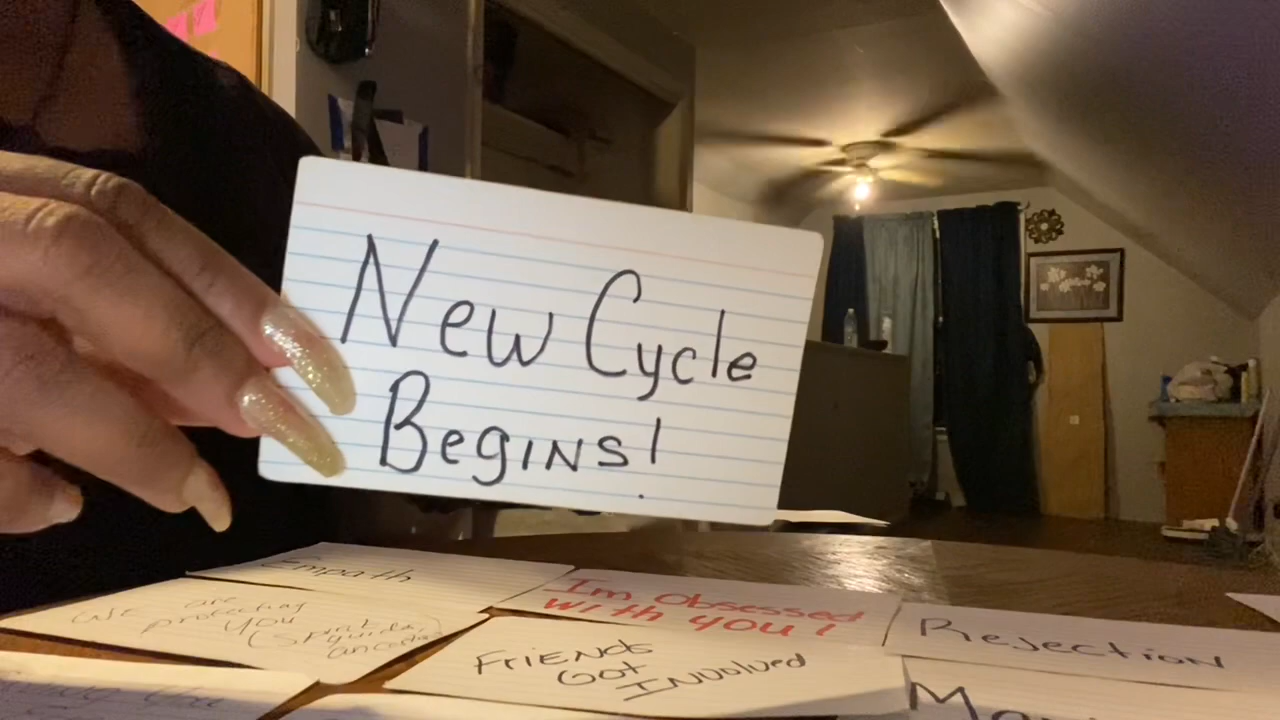 New Cycle
Begins!
Empath
I'm Obsessed
with you!
Rejection
We are
protecting
you
(spirit
guides,
ancestors
Friends
Got
Involved